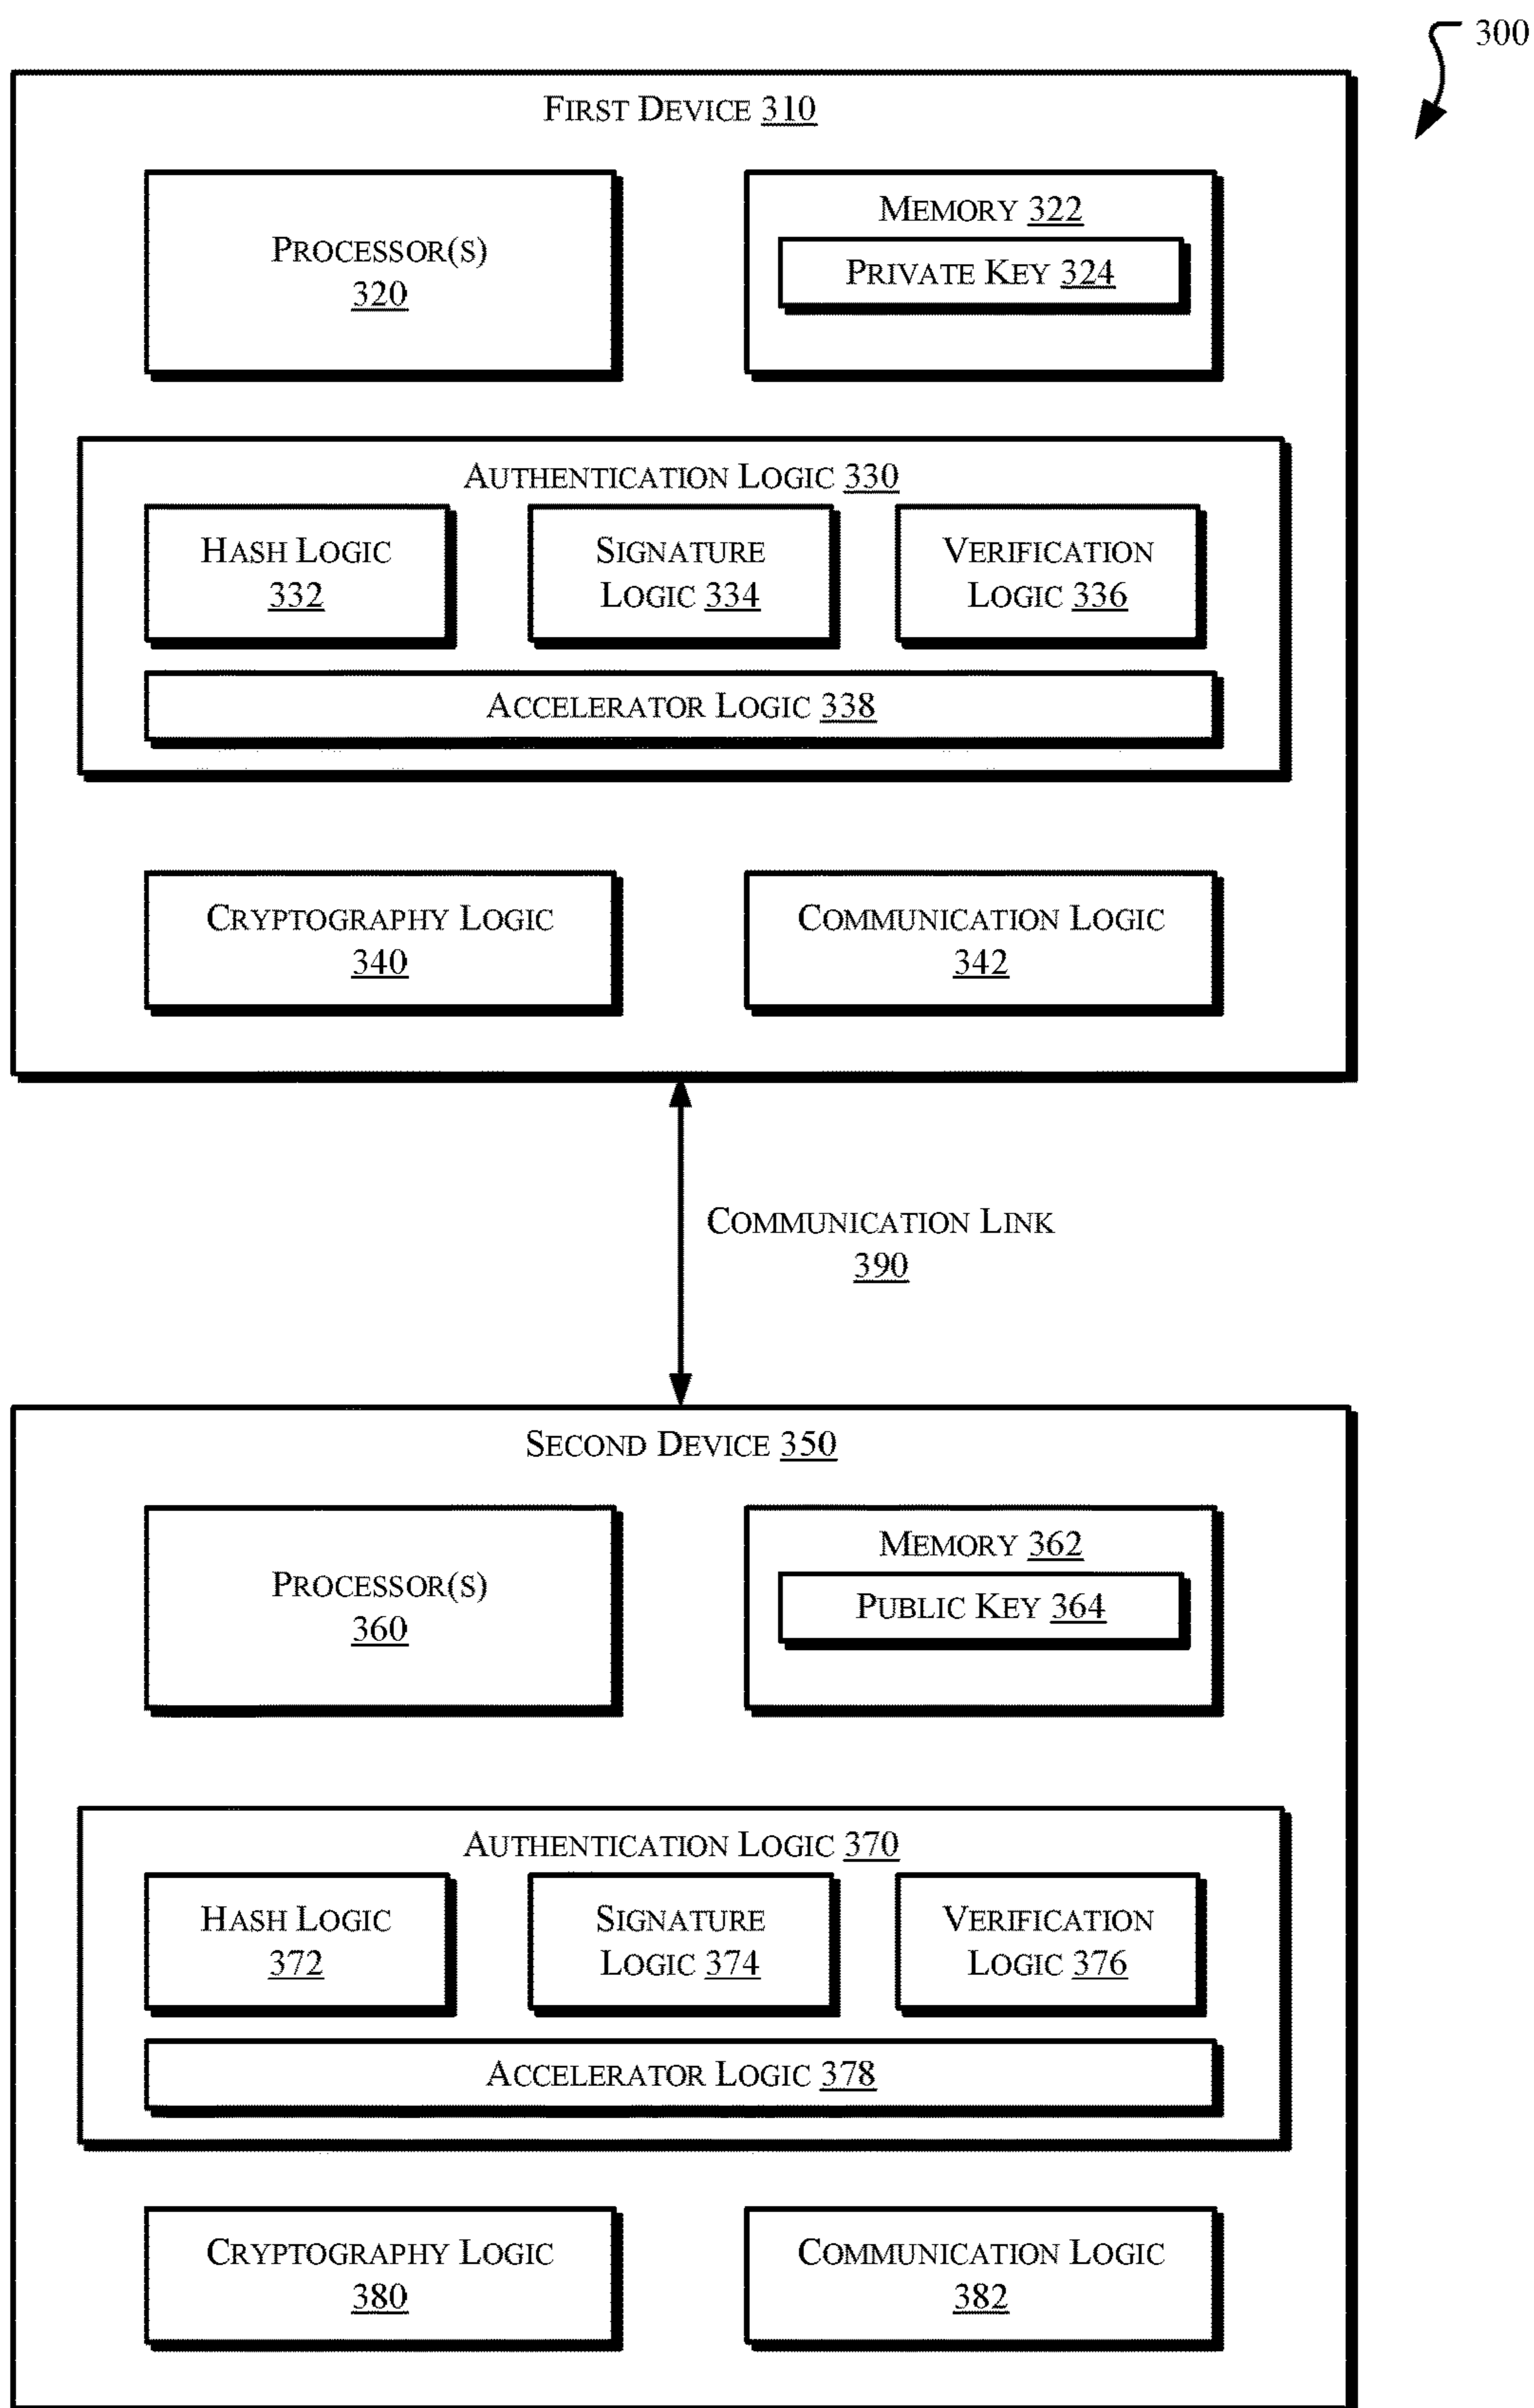 300
FIRST DEVICE 310
PROCESSOR(S)
320
MEMORY 322
PRIVATE KEY 324
AUTHENTICATION LOGIC 330
HASH LOGIC
332
SIGNATURE
LOGIC 334
VERIFICATION
LOGIC 336
ACCELERATOR LOGIC 338
CRYPTOGRAPHY LOGIC
340
COMMUNICATION LOGIC
342
COMMUNICATION LINK
390
SECOND DEVICE 350
PROCESSOR(S)
360
MEMORY 362
PUBLIC KEY 364
AUTHENTICATION LOGIC 370
HASH LOGIC
372
SIGNATURE
LOGIC 374
VERIFICATION
LOGIC 376
ACCELERATOR LOGIC 378
CRYPTOGRAPHY LOGIC
380
COMMUNICATION LOGIC
382